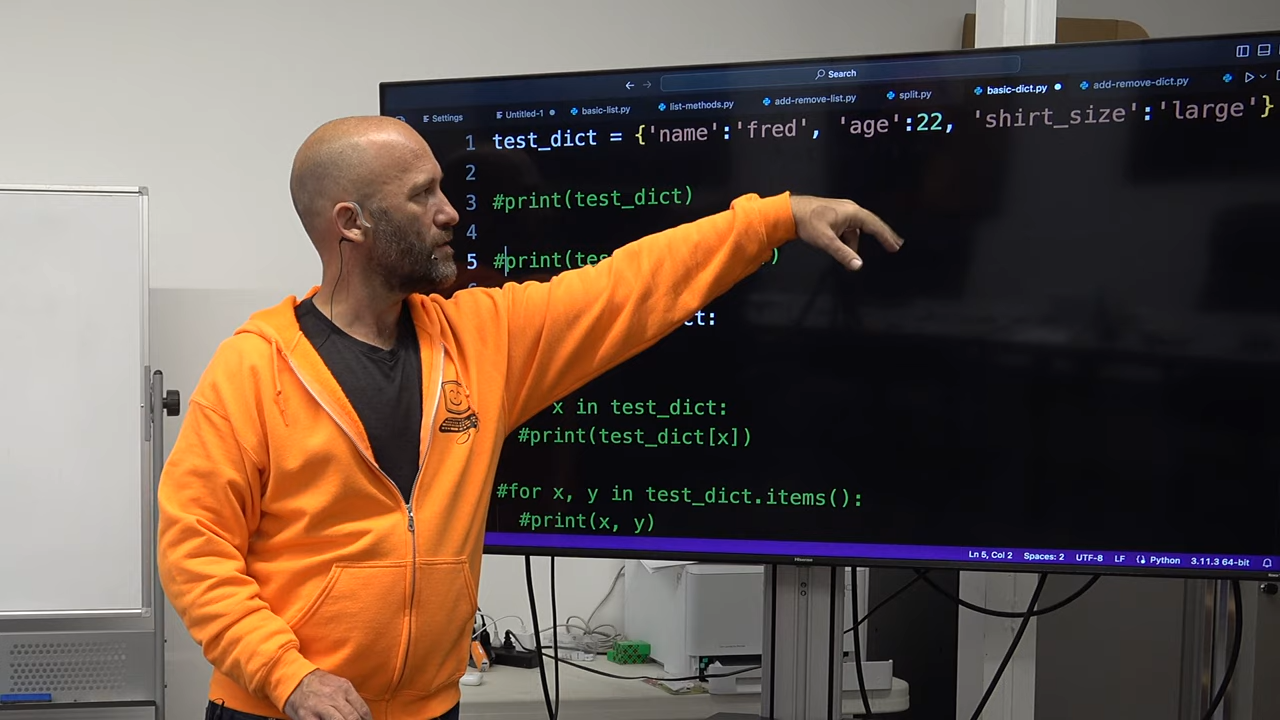 Search
Settings Untitled-1 basic-list.py list-methods.py add-remove-list.py split.py basic-dict.py add-remove-dict.py
1 test_dict = {'name':'fred', 'age':22, 'shirt_size':'large'}
2
3 #print(test_dict)
4
5 #print(tes ])
ct:
x in test_dict:
#print(test_dict[x])
#for x, y in test_dict.items():
#print(x, y)
Ln 5, Col 2 Spaces: 2 UTF-8 LF Python 3.11.3 64-bit
Hisense